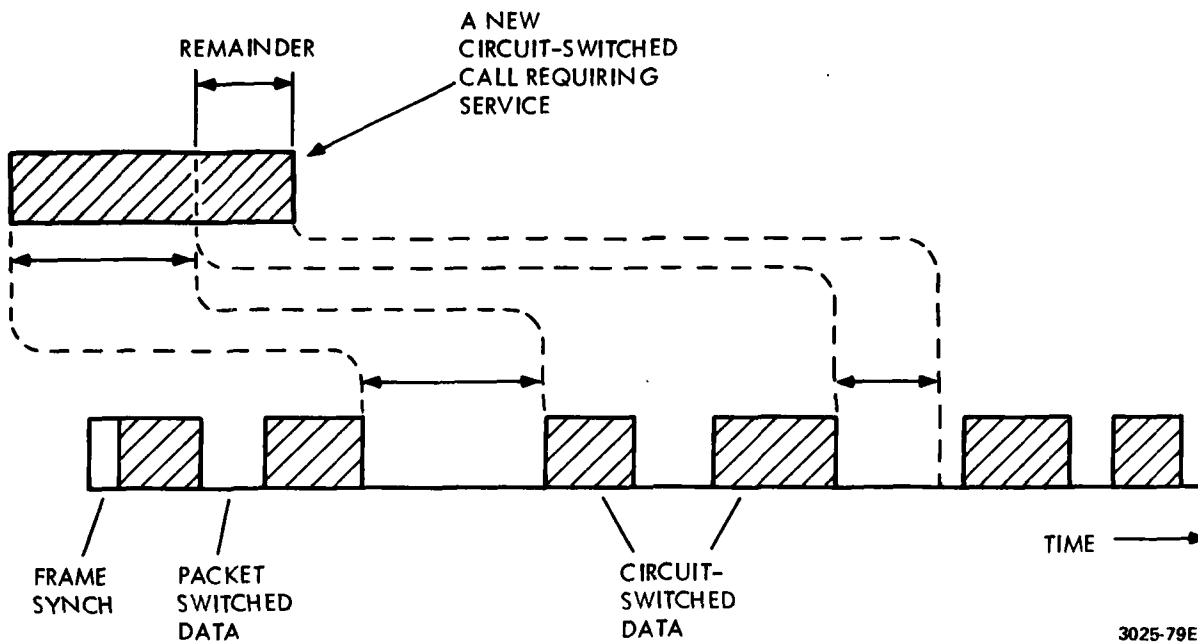 REMAINDER
A NEW
CIRCUIT-SWITCHED
CALL REQUIRING
SERVICE
FRAME
SYNCH
PACKET
SWITCHED
DATA
CIRCUIT-
SWITCHED
DATA
TIME
3025-79E